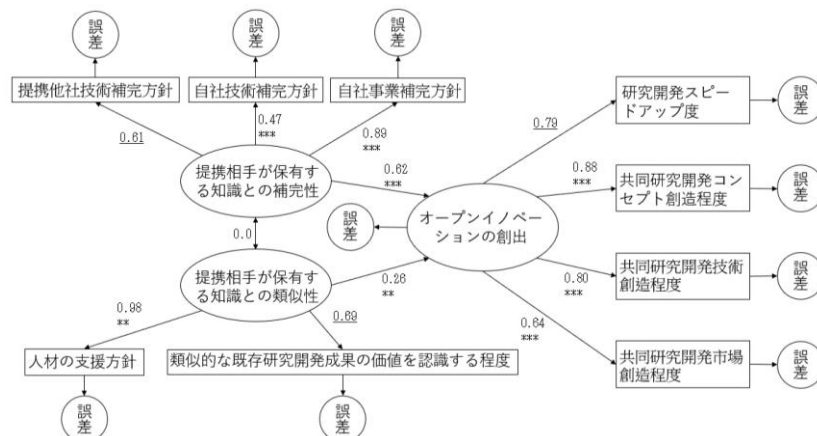 誤差
誤差
誤差
提携他社技術補完方針
自社技術補完方針
自社事業補完方針
0.61
0.47
***
0.89
***
提携相手が保有す
る知識との補完性
0.62
***
0.0
提携相手が保有す
る知識との類似性
0.26
**
誤差
オープンイノベー
ションの創出
0.98
**
0.69
人材の支援方針
類似的な既存研究開発成果の価値を認識する程度
誤差
誤差
0.79
研究開発スピー
ドアップ度
誤差
0.88
***
共同研究開発コン
セプト創造程度
誤差
0.80
***
共同研究開発技術
創造程度
誤差
0.64
***
共同研究開発市場
創造程度
誤差